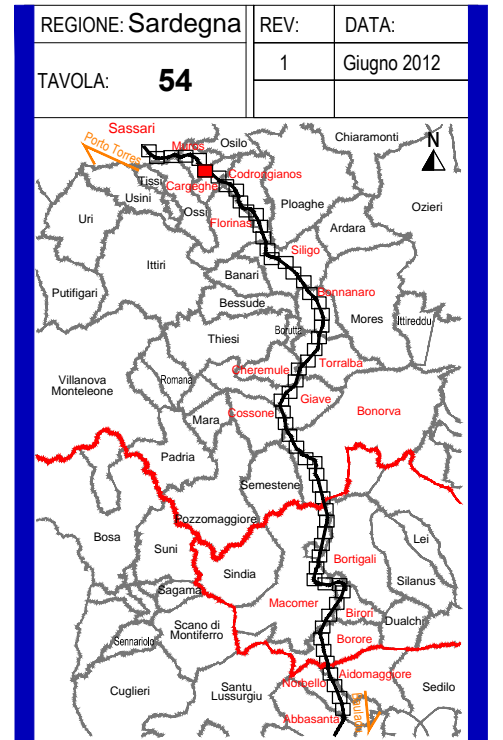 REGIONE: Sardegna
REV:
DATA:
TAVOLA: 54
1
Giugno 2012
Sassari
Porto Torres
Muros
Osilo
Chiaramonti
N
Tissi
Cargeghe
Codrongianos
Usini
Ossi
Ploaghe
Ozieri
Uri
Florinas
Ardara
Siligo
Ittiri
Banari
Bonnanaro
Putifigari
Bessude
Mores
Ittireddu
Borutta
Thiesi
Cheremule
Torralba
Villanova
Monteleone
Romana
Giave
Cossone
Bonorva
Mara
Padria
Semestene
Pozzomaggiore
Bosa
Suni
Lei
Bortigali
Sindia
Silanus
Sagama
Macomer
Birori
Dualchi
Scano di
Montiferro
Sennariolo
Borore
Aidomaggiore
Norbello
Cuglieri
Santu
Lussurgiu
Sedilo
Abbasanta